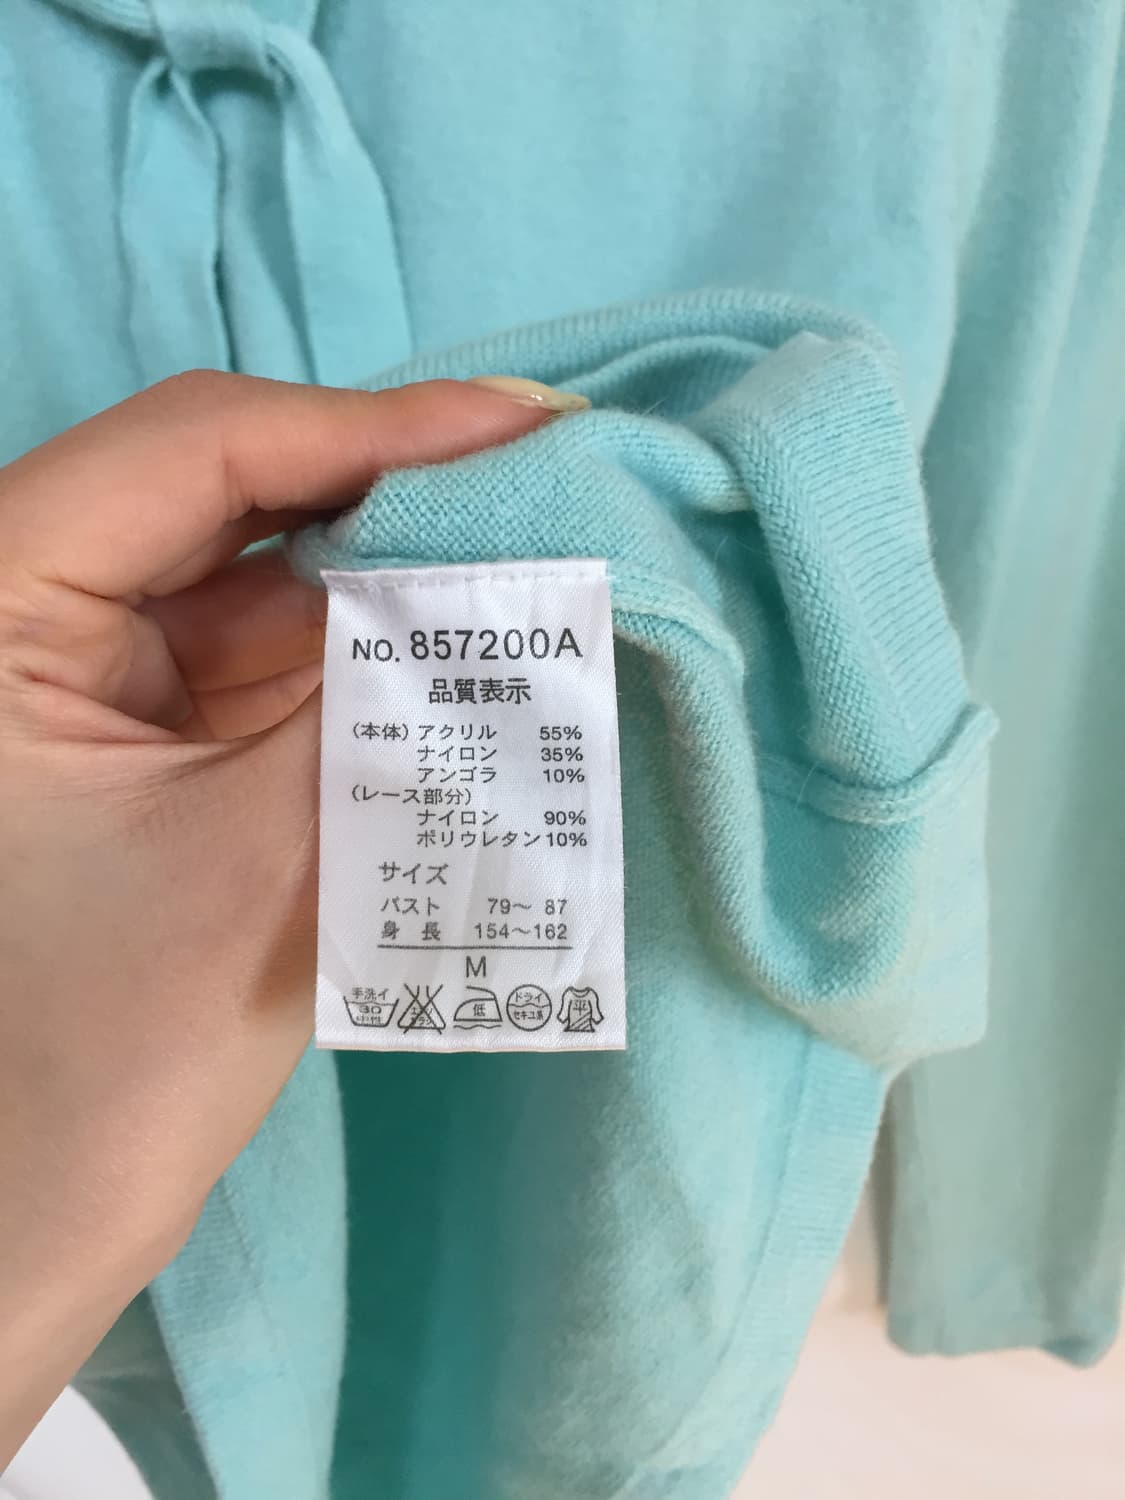 NO. 857200A
品質表示
(本体) アクリル 55%
ナイロン 35%
アンゴラ 10%
(レース部分)
ナイロン 90%
ポリウレタン 10%
サイズ
バスト 79〜 87
身 長 154〜162
M
手洗イ
30
中性
低
ドライ
セキユ系
平